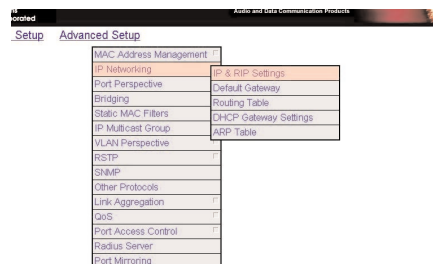 ns
orated
Audio and Data Communication Products
Setup Advanced Setup
MAC Address Management
IP Networking
IP & RIP Settings
Port Perspective
Default Gateway
Bridging
Routing Table
Static MAC Filters
DHCP Gateway Settings
IP Multicast Group
ARP Table
VLAN Perspective
RSTP
SNMP
Other Protocols
Link Aggregation
QoS
Port Access Control
Radius Server
Port Mirroring